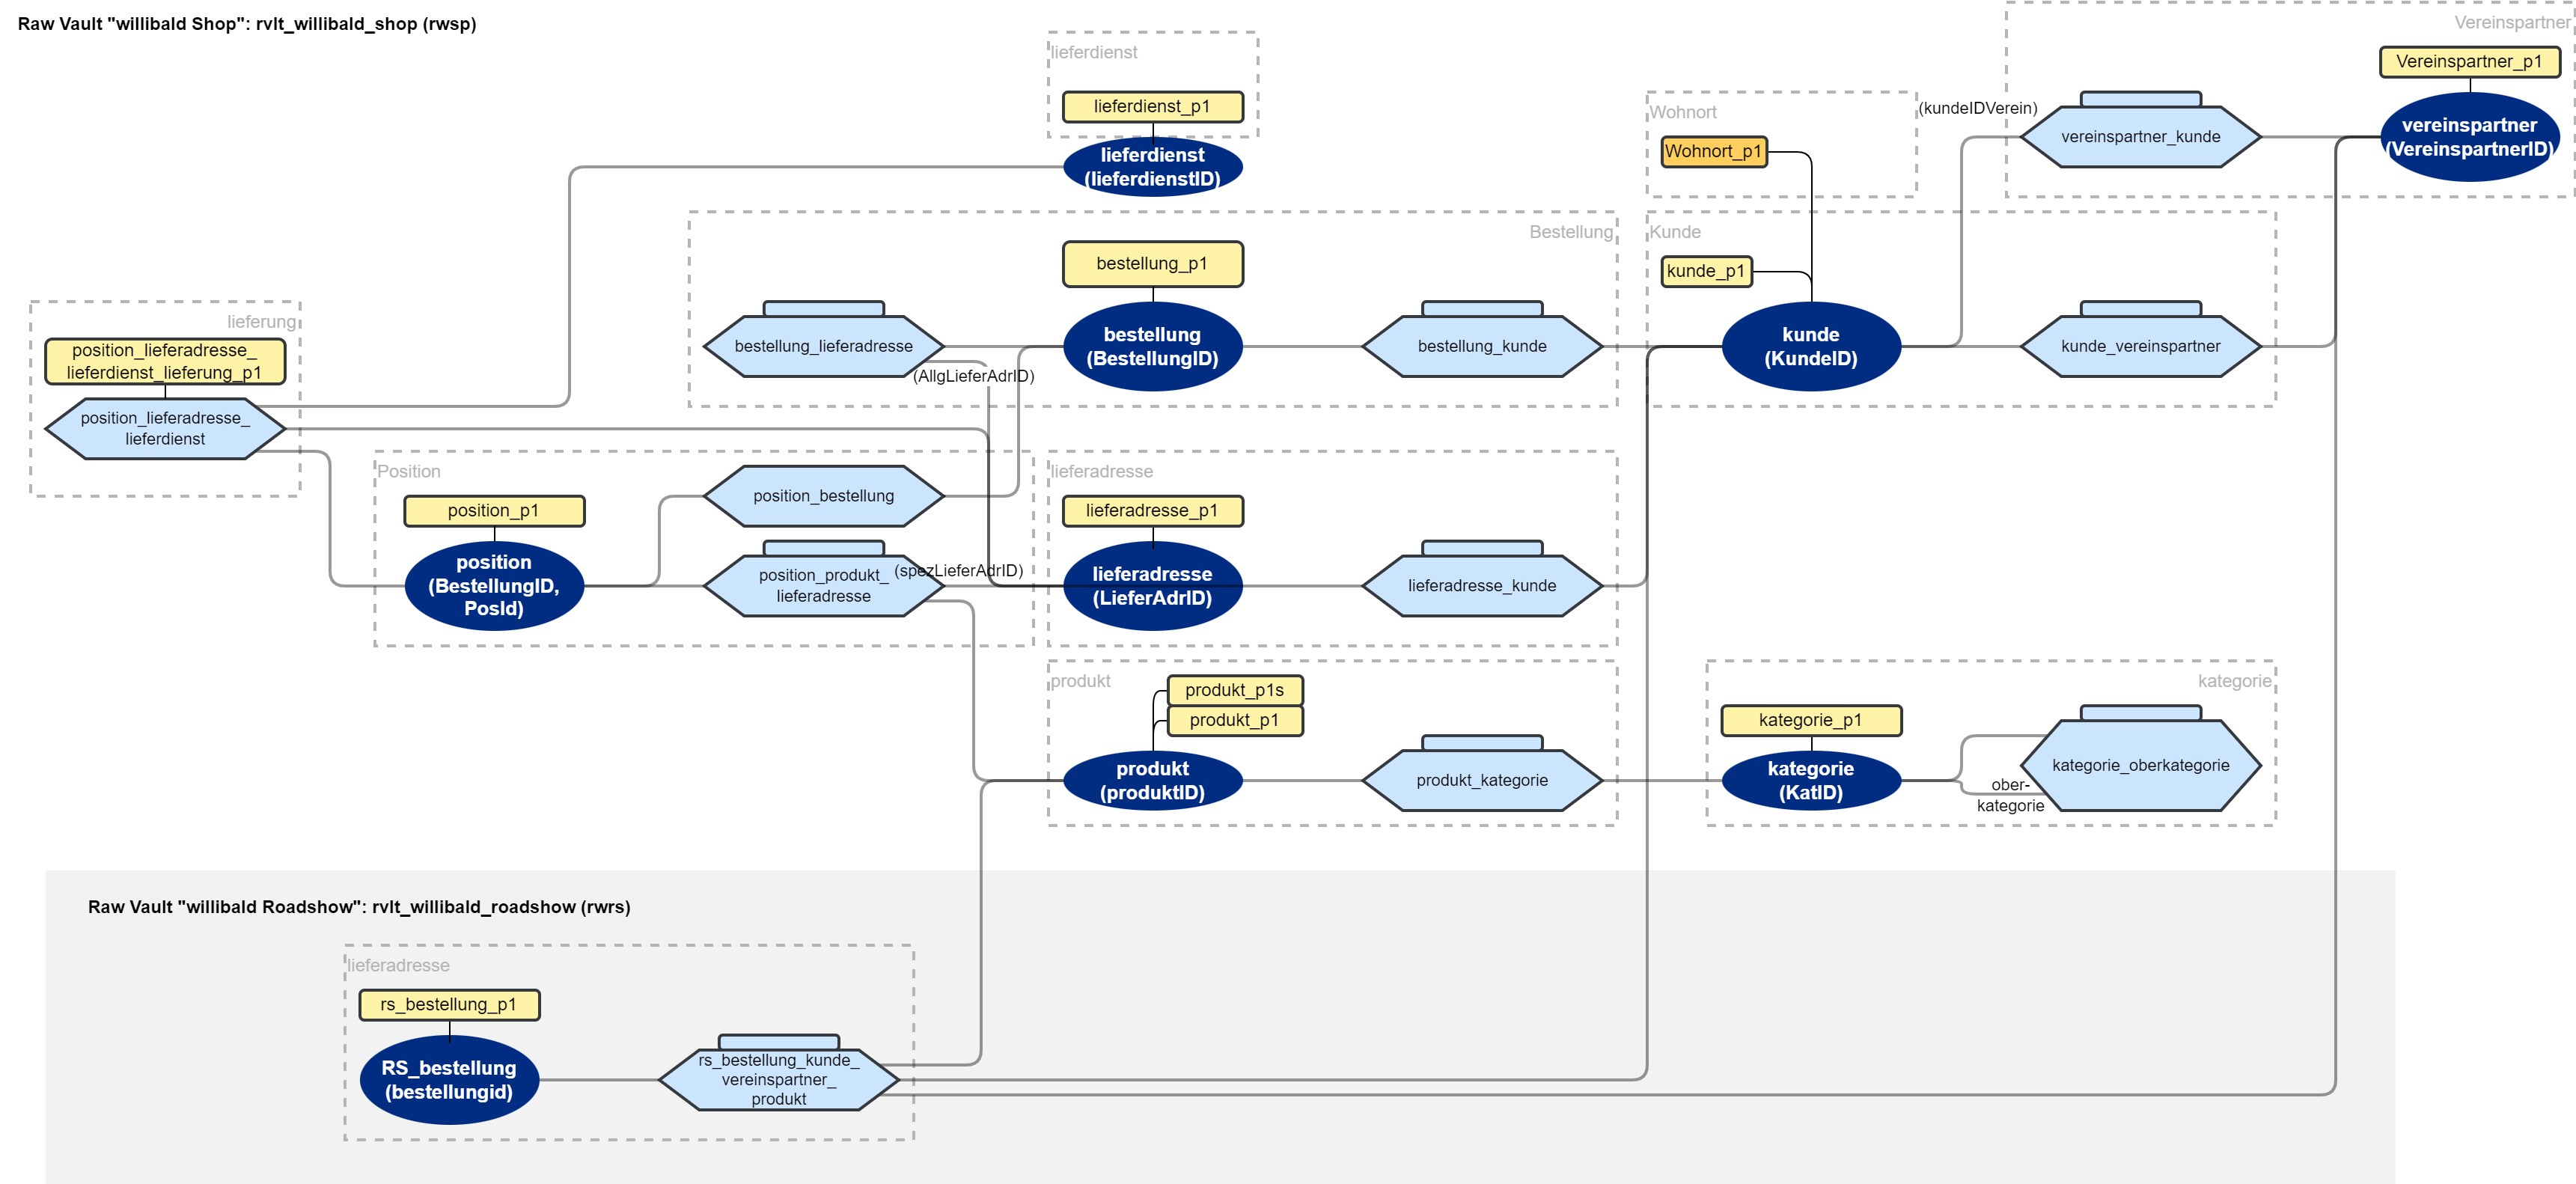 Raw Vault "willibald Shop": rvlt_willibald_shop (rwsp)
Vereinspartner
Vereinspartner_p1
lieferdienst
lieferdienst_p1
lieferdienst
(lieferdienstID)
Wohnort
Wohnort_p1
(kundeIDVerein)
vereinspartner_kunde
vereinspartner
(VereinspartnerID)
Bestellung
bestellung_p1
bestellung_lieferadresse
(AllgLieferAdrID)
bestellung
(BestellungID)
bestellung_kunde
Kunde
kunde_p1
kunde
(KundeID)
kunde_vereinspartner
lieferung
position_lieferadresse_
lieferdienst_lieferung_p1
position_lieferadresse_
lieferdienst
Position
position_p1
position
(BestellungID,
PosId)
position_bestellung
position_produkt_
lieferadresse
(spezLieferAdrID)
lieferadresse
lieferadresse_p1
lieferadresse
(LieferAdrID)
lieferadresse_kunde
produkt
produkt_p1s
produkt_p1
produkt
(produktID)
produkt_kategorie
kategorie
kategorie_p1
kategorie
(KatID)
ober-
kategorie
kategorie_oberkategorie
Raw Vault "willibald Roadshow": rvlt_willibald_roadshow (rwrs)
lieferadresse
rs_bestellung_p1
RS_bestellung
(bestellungid)
rs_bestellung_kunde_
vereinspartner_
produkt